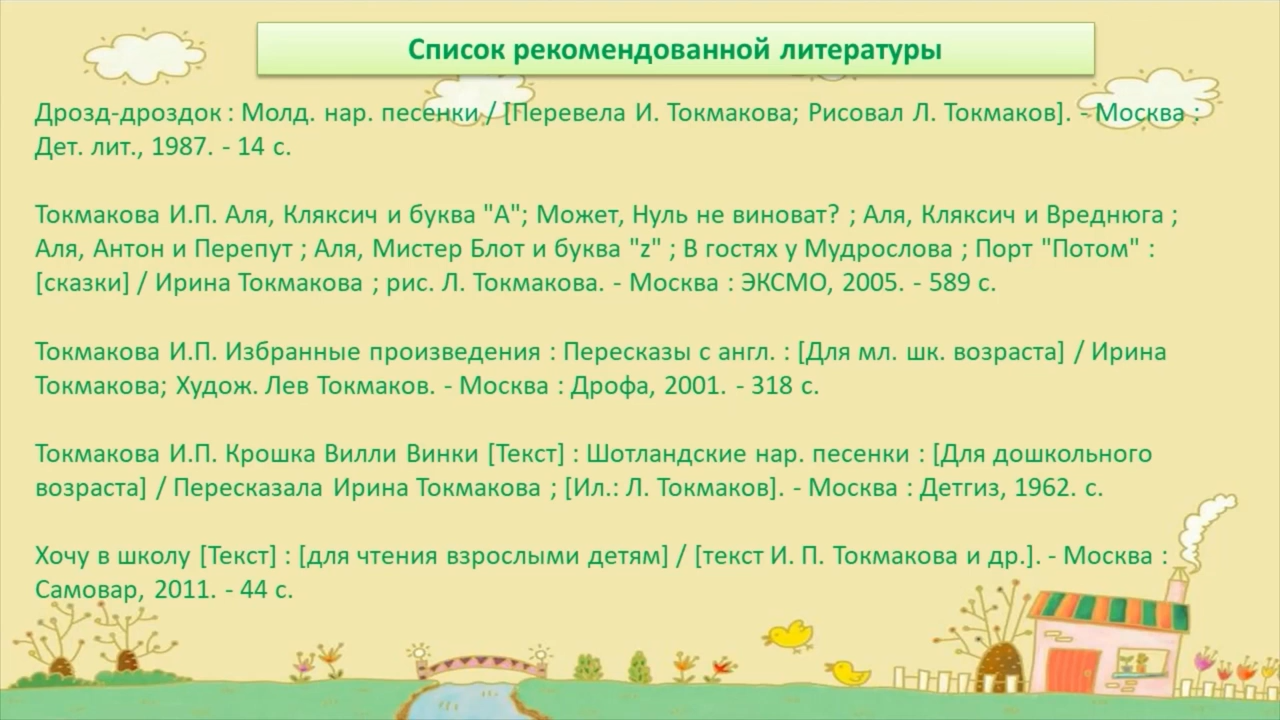 Список рекомендованной литературы
Дрозд-дроздок : Молд. нар. песенки / [Перевела И. Токмакова; Рисовал Л. Токмаков]. - Москва :
Дет. лит., 1987. - 14 с.
Токмакова И.П. Аля, Кляксич и буква "А"; Может, Нуль не виноват? ; Аля, Кляксич и Вреднюга ;
Аля, Антон и Перепут ; Аля, Мистер Блот и буква "z" ; В гостях у Мудрослова ; Порт "Потом" :
[сказки] / Ирина Токмакова ; рис. Л. Токмакова. - Москва : ЭКСМО, 2005. - 589 с.
Токмакова И.П. Избранные произведения : Пересказы с англ. : [Для мл. шк. возраста] / Ирина
Токмакова; Худож. Лев Токмаков. - Москва : Дрофа, 2001. - 318 с.
Токмакова И.П. Крошка Вилли Винки [Текст] : Шотландские нар. песенки : [Для дошкольного
возраста] / Пересказала Ирина Токмакова ; [Ил.: Л. Токмаков]. - Москва : Детгиз, 1962. с.
Хочу в школу [Текст] : [для чтения взрослыми детям] / [текст И. П. Токмакова и др.]. - Москва :
Самовар, 2011. - 44 с.